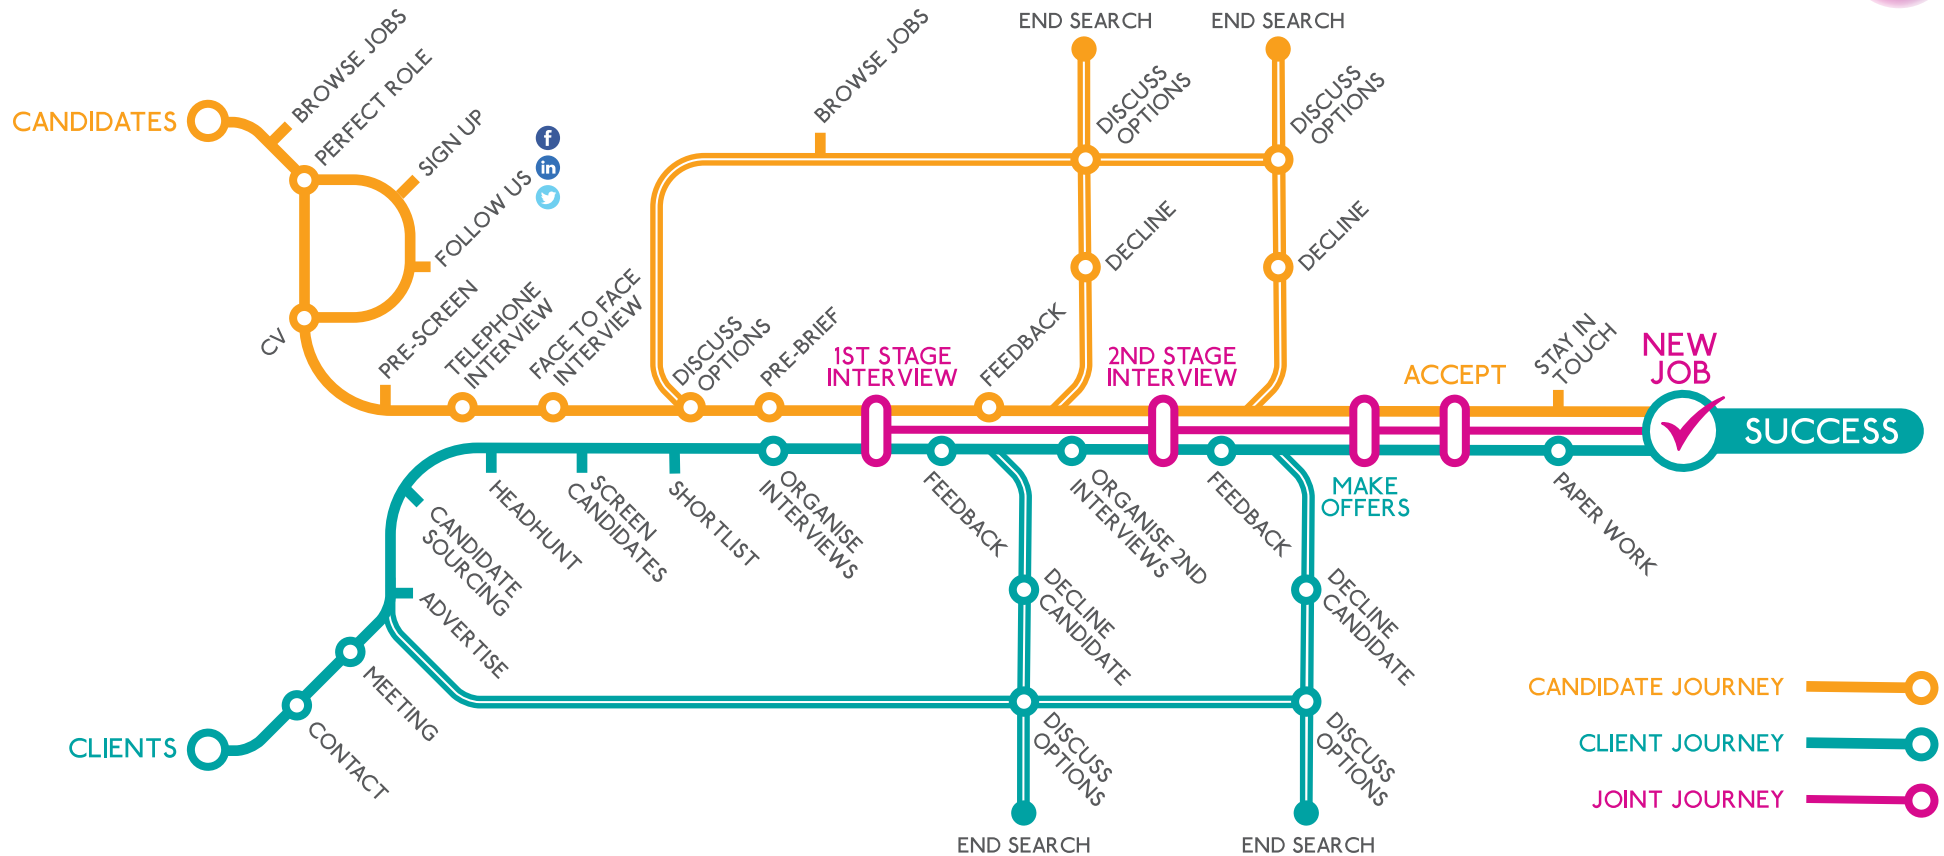 END SEARCH
END SEARCH
BROWSE JOBS
BROWSE JOBS
CANDIDATES
PERFECT ROLE
SIGN UP
FOLLOW US
f
in
DISCUSS
OPTIONS
DISCUSS
OPTIONS
DECLINE
DECLINE
CV
PRE-SCREEN
TELEPHONE
INTERVIEW
FACE TO FACE
INTERVIEW
DISCUSS
OPTIONS
PRE-BRIEF
1ST STAGE
INTERVIEW
FEEDBACK
2ND STAGE
INTERVIEW
ACCEPT
STAY IN
TOUCH
NEW
JOB
SUCCESS
HEADHUNT
SCREEN
CANDIDATES
SHORTLIST
ORGANISE
INTERVIEWS
FEEDBACK
ORGANISE 2ND
INTERVIEWS
FEEDBACK
MAKE
OFFERS
PAPER WORK
CANDIDATE
SOURCING
ADVERTISE
DECLINE
CANDIDATE
DECLINE
CANDIDATE
MEETING
CONTACT
CLIENTS
DISCUSS
OPTIONS
DISCUSS
OPTIONS
END SEARCH
END SEARCH
CANDIDATE JOURNEY
CLIENT JOURNEY
JOINT JOURNEY